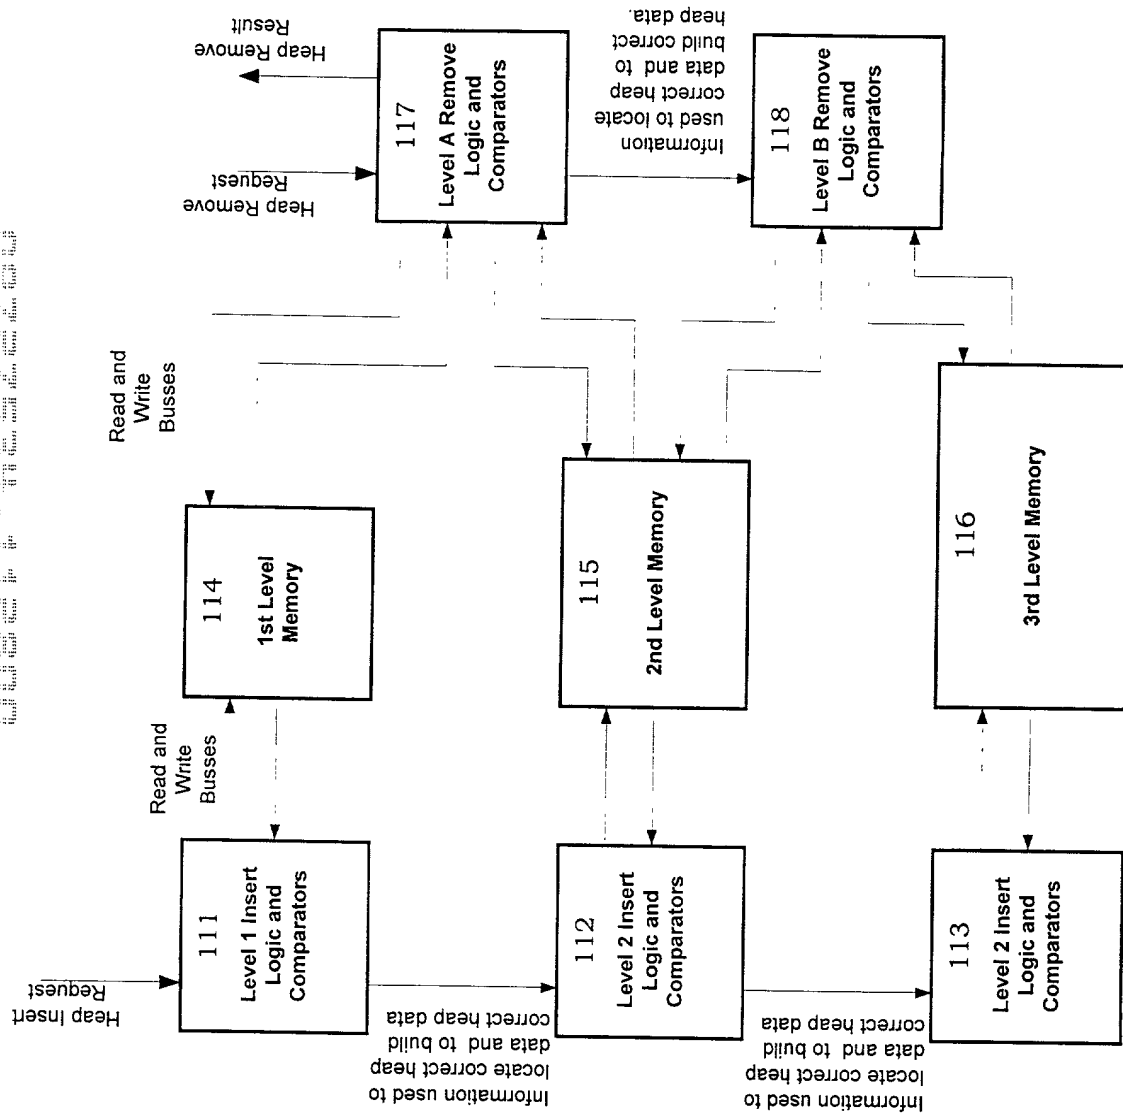 Heap Insert
Request
111
Level 1 Insert
Logic and
Comparators
Information used to
locate correct heap
data and to build
correct heap data
112
Level 2 Insert
Logic and
Comparators
Information used to
locate correct heap
data and to build
correct heap data
113
Level 2 Insert
Logic and
Comparators
Read and
Write
Busses
114
1st Level
Memory
115
2nd Level Memory
116
3rd Level Memory
Read and
Write
Busses
Heap Remove
Request
Heap Remove
Result
117
Level A Remove
Logic and
Comparators
Information
used to locate
correct heap
data and to
build correct
heap data.
118
Level B Remove
Logic and
Comparators